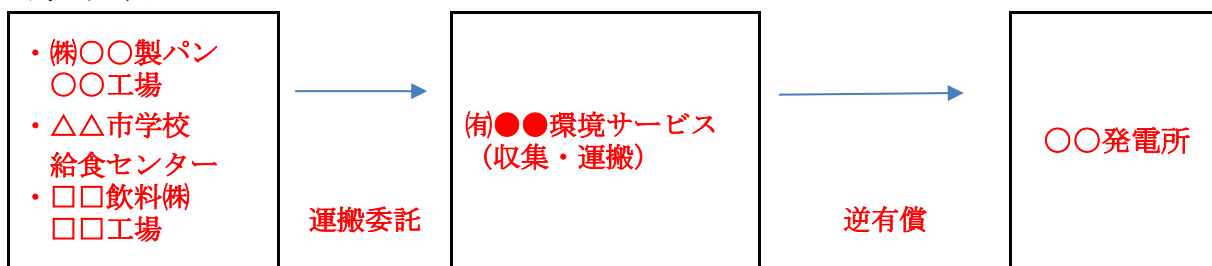 ・㈱〇〇製パン
〇〇工場
・△△市学校
給食センター
・□□飲料㈱
□□工場
運搬委託
㈲●●環境サービス
（収集・運搬）
逆有償
〇〇発電所